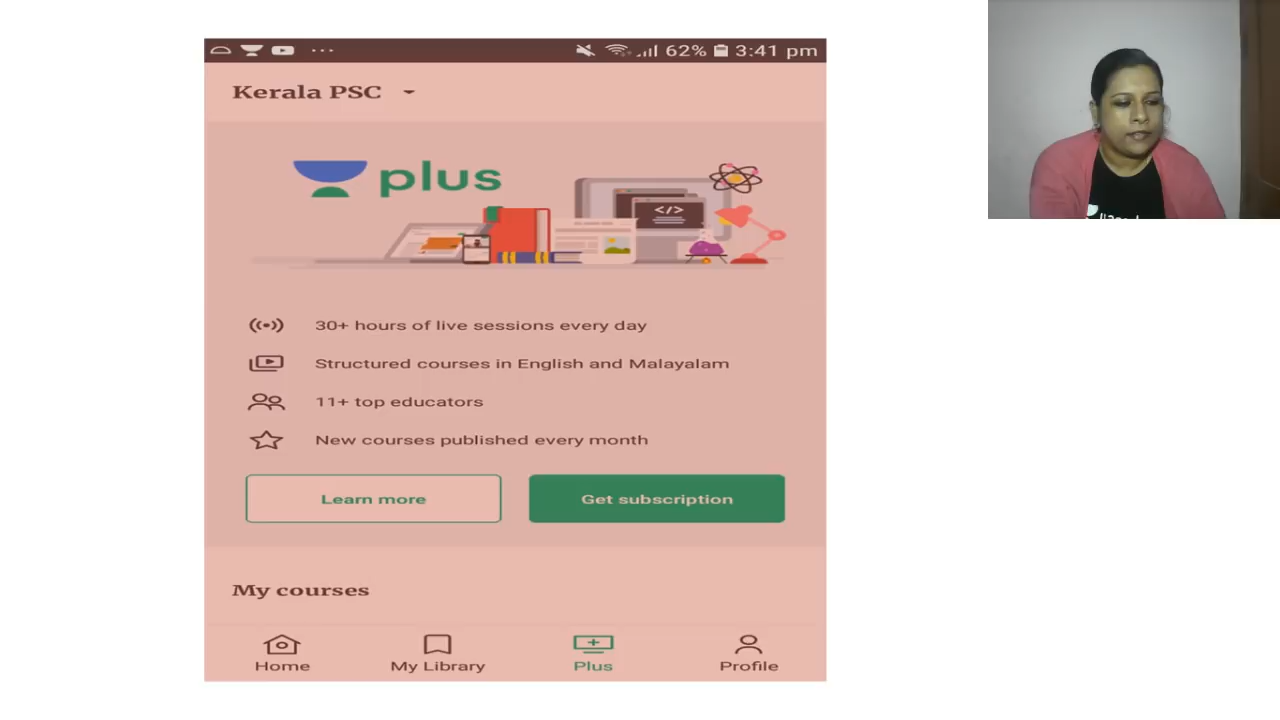 62% 3:41 pm
Kerala PSC
plus
</>
30+ hours of live sessions every day
Structured courses in English and Malayalam
11+ top educators
New courses published every month
Learn more
Get subscription
My courses
Home
My Library
Plus
Profile